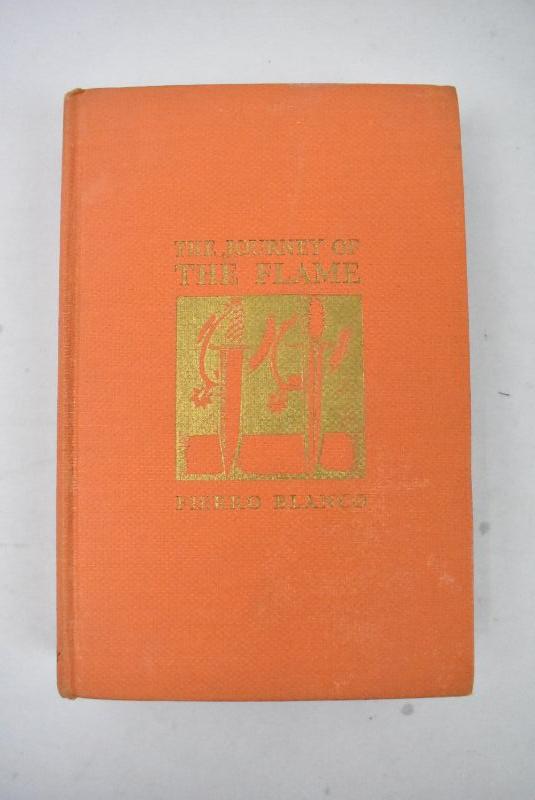 THE JOURNEY OF
THE FLAME
FIERRO BLANCO